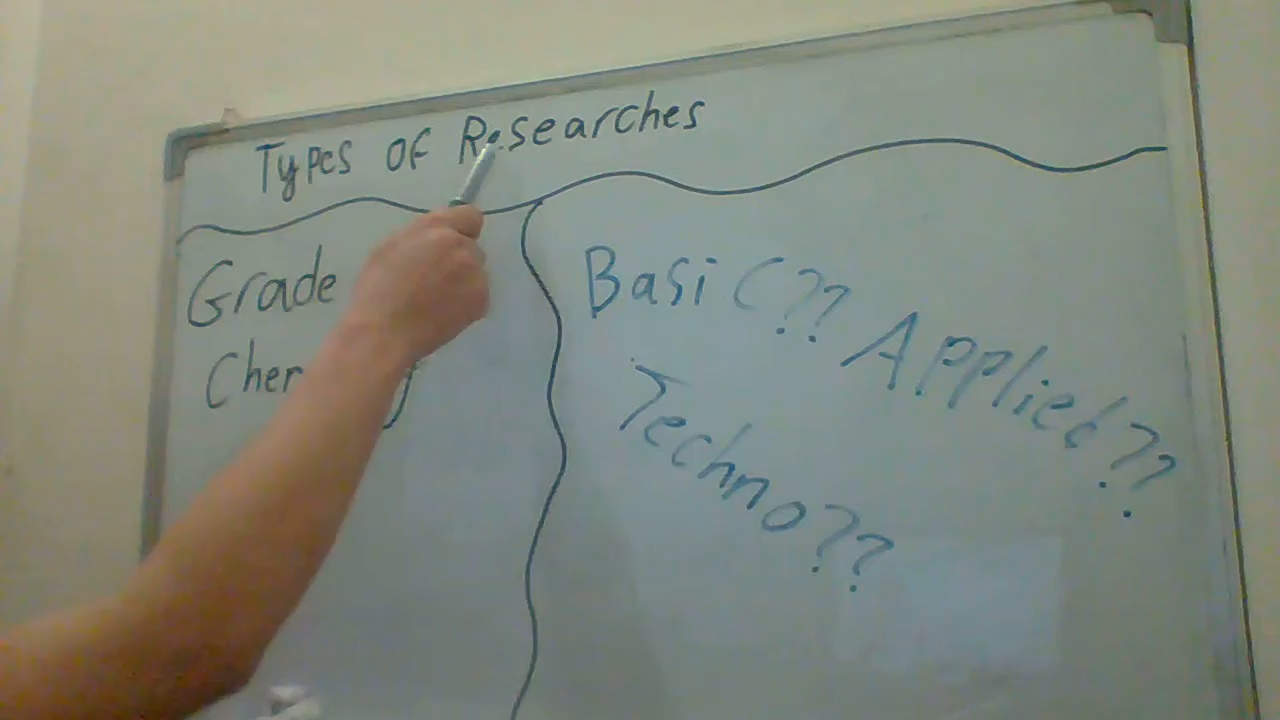 Types of Researches
Grade
Basic??
Applied??
Techno??